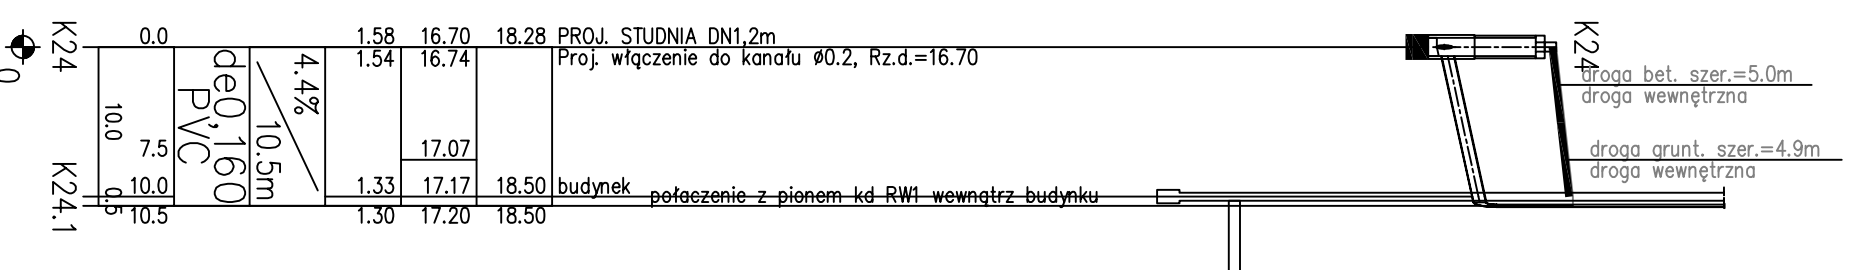 K24
0.0
1.58
16.70
18.28
PROJ. STUDNIA DN1,2m
1.54
16.74
Proj. włączenie do kanału ø0.2, Rz.d.=16.70
K24
droga bet. szer.=5.0m
droga wewnętrzna
0
10.0
de0,160
PVC
4.4%
10.5m
7.5
17.07
droga grunt. szer.=4.9m
droga wewnętrzna
K24.1
0.5
10.0
1.33
17.17
18.50
budynek
połaczenie z pionem kd RW1 wewnątrz budynku
10.5
1.30
17.20
18.50